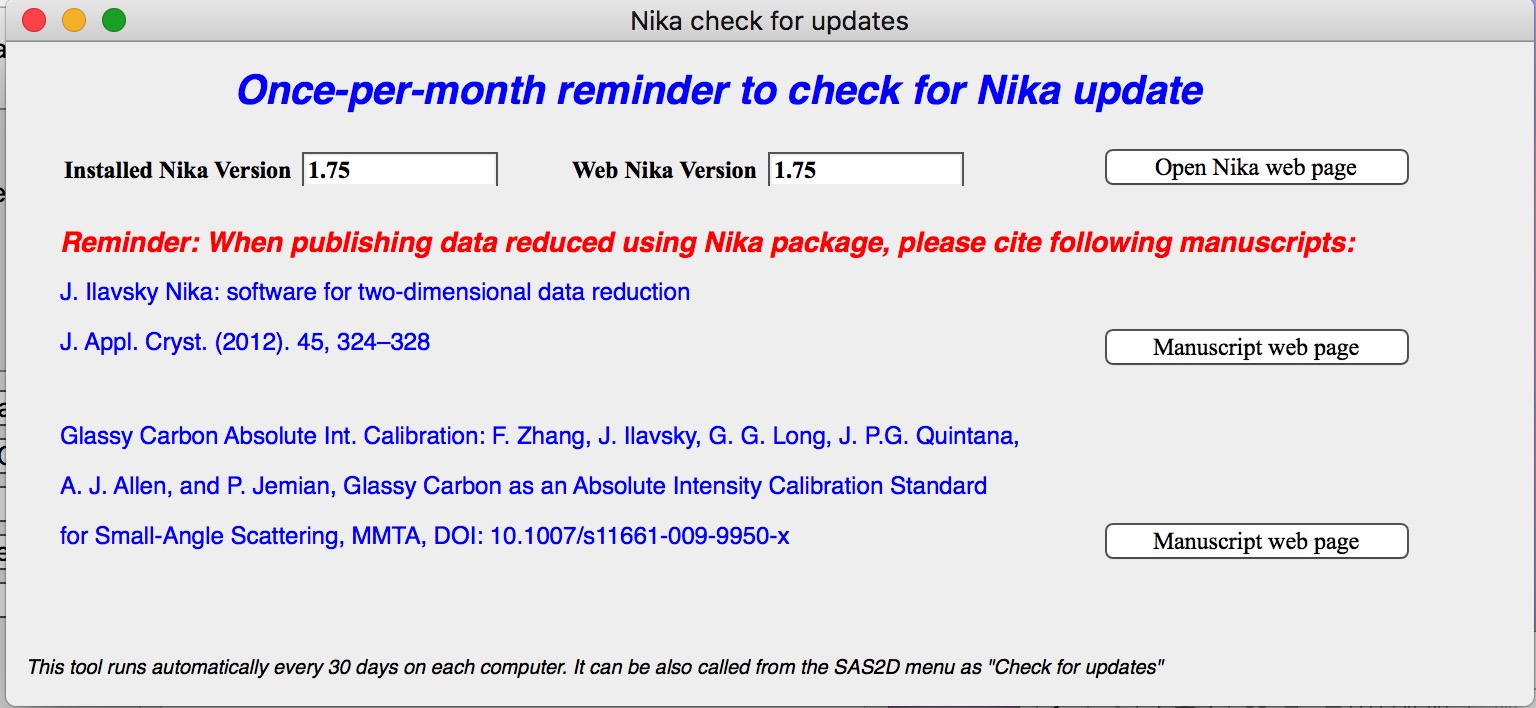 Nika check for updates
Once-per-month reminder to check for Nika update
Installed Nika Version 1.75 Web Nika Version 1.75 Open Nika web page
Reminder: When publishing data reduced using Nika package, please cite following manuscripts:
J. Ilavsky Nika: software for two-dimensional data reduction
J. Appl. Cryst. (2012). 45, 324–328
Manuscript web page
Glassy Carbon Absolute Int. Calibration: F. Zhang, J. Ilavsky, G. G. Long, J. P.G. Quintana,
A. J. Allen, and P. Jemian, Glassy Carbon as an Absolute Intensity Calibration Standard
for Small-Angle Scattering, MMTA, DOI: 10.1007/s11661-009-9950-x
Manuscript web page
This tool runs automatically every 30 days on each computer. It can be also called from the SAS2D menu as "Check for updates"